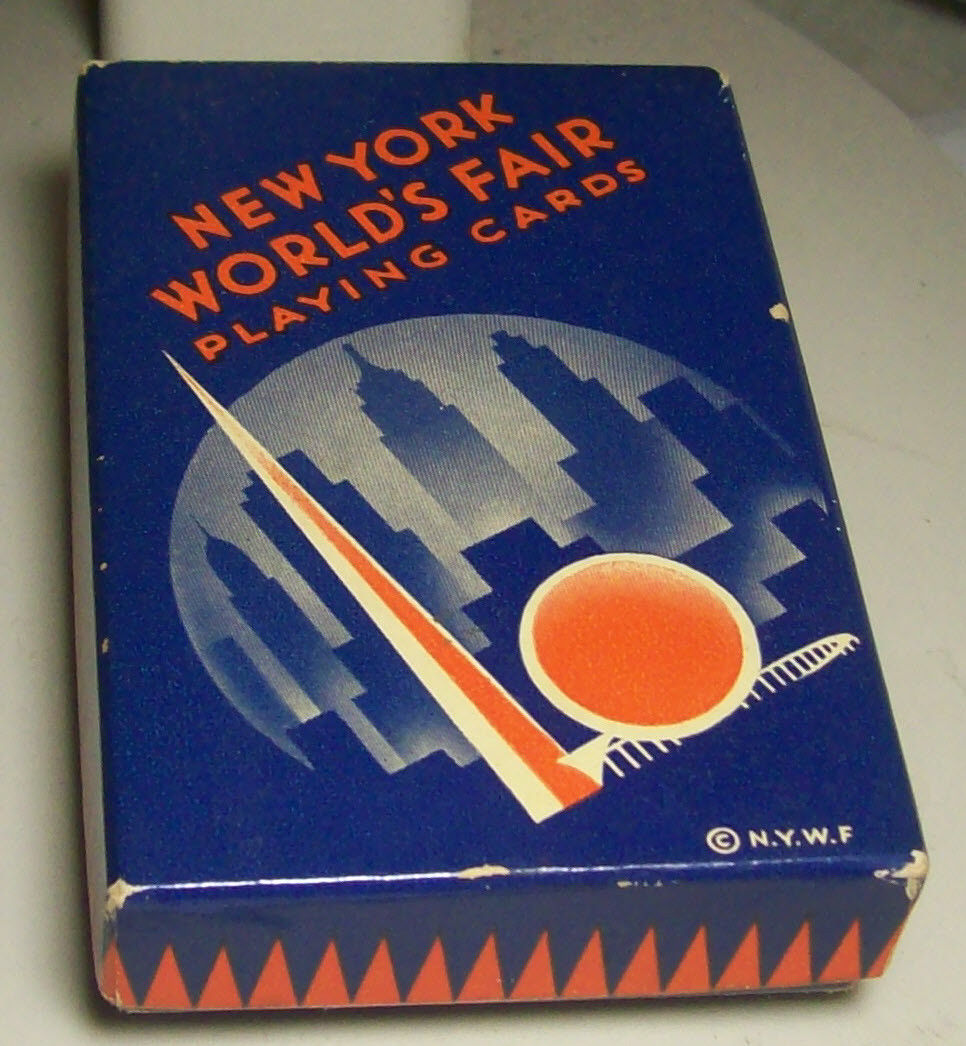 NEW YORK
WORLD'S FAIR
PLAYING CARDS
© N.Y.W.F